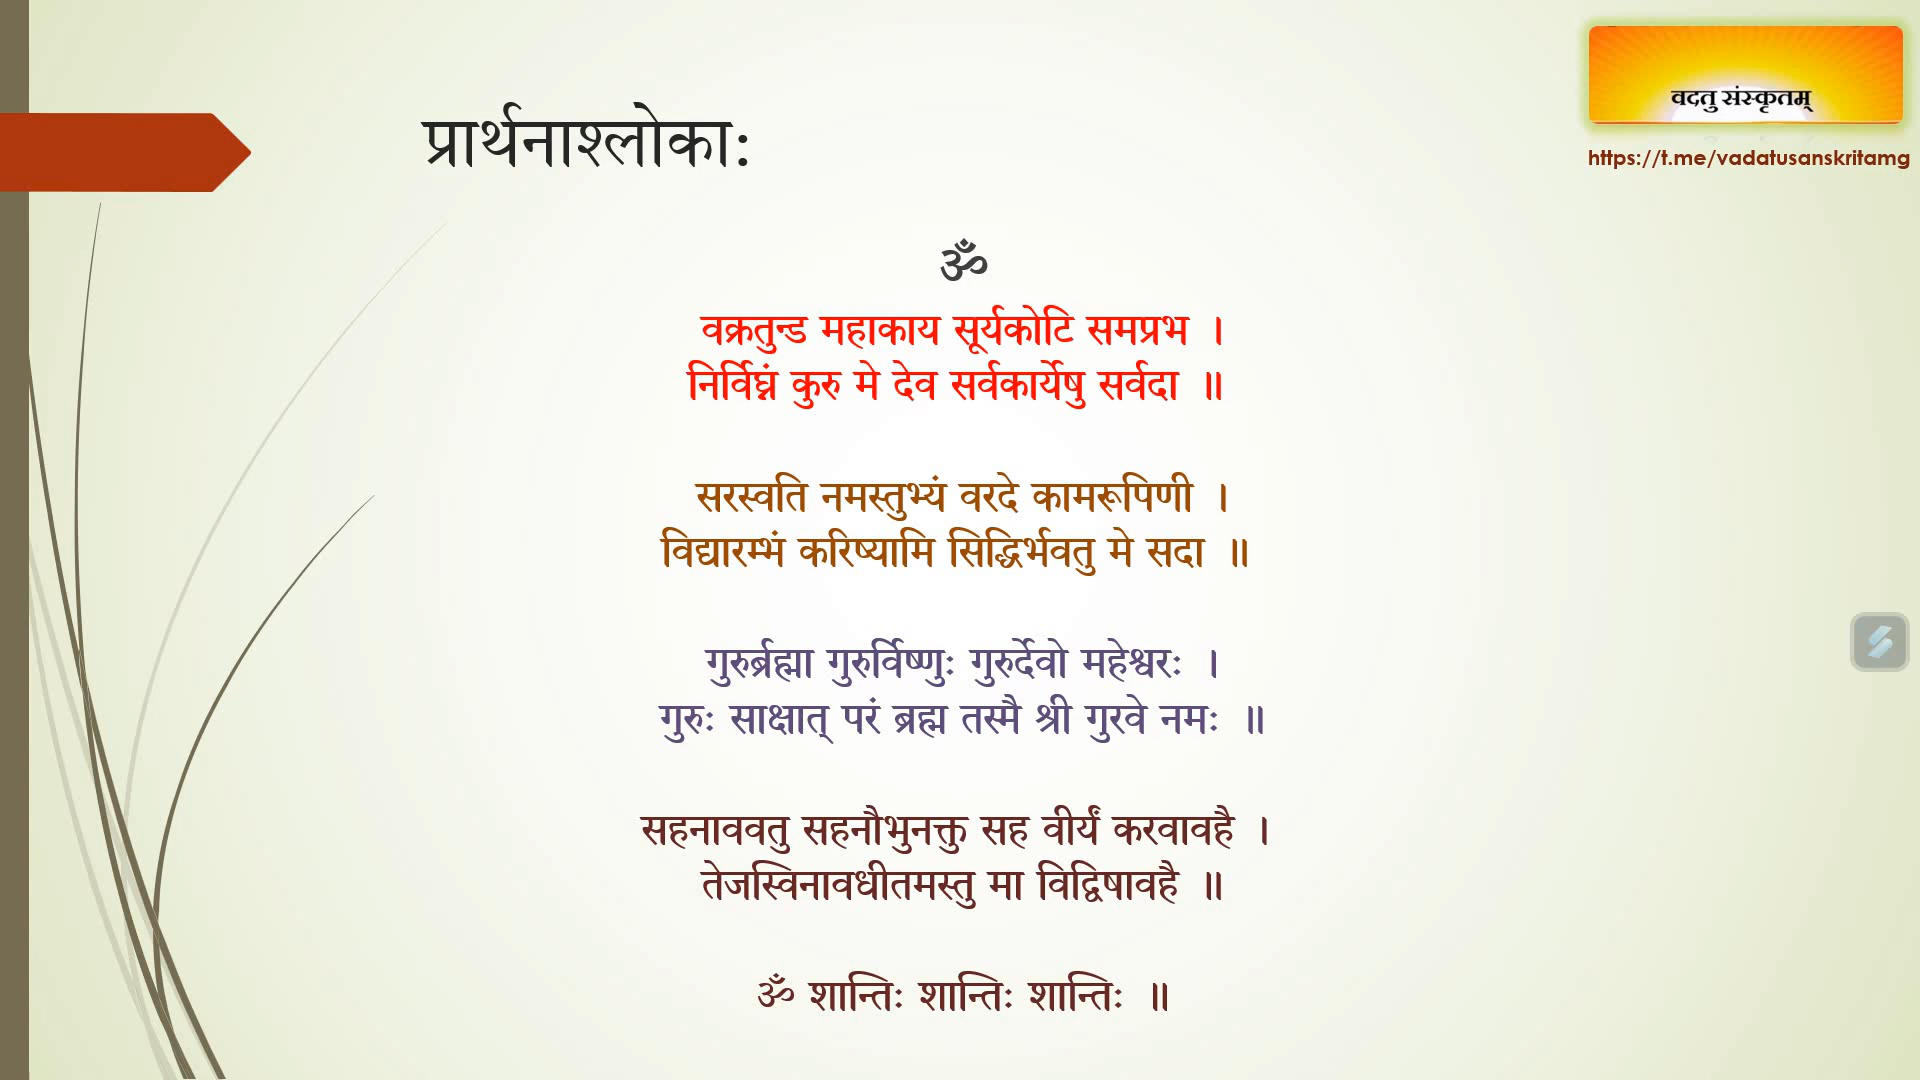 वदतु संस्कृतम्
https://t.me/vadatusanskritamg
प्रार्थनाश्लोकाः
ॐ
वक्रतुन्ड महाकाय सूर्यकोटि समप्रभ ।
निर्विघ्नं कुरु मे देव सर्वकार्येषु सर्वदा ॥
सरस्वति नमस्तुभ्यं वरदे कामरूपिणी ।
विद्यारम्भं करिष्यामि सिद्धिर्भवतु मे सदा ॥
गुरुर्ब्रह्मा गुरुर्विष्णुः गुरुर्देवो महेश्वरः ।
गुरुः साक्षात् परं ब्रह्म तस्मै श्री गुरवे नमः ॥
सहनाववतु सहनौभुनक्तु सह वीर्यं करवावहै ।
तेजस्विनावधीतमस्तु मा विद्विषावहै ॥
ॐ शान्तिः शान्तिः शान्तिः ॥